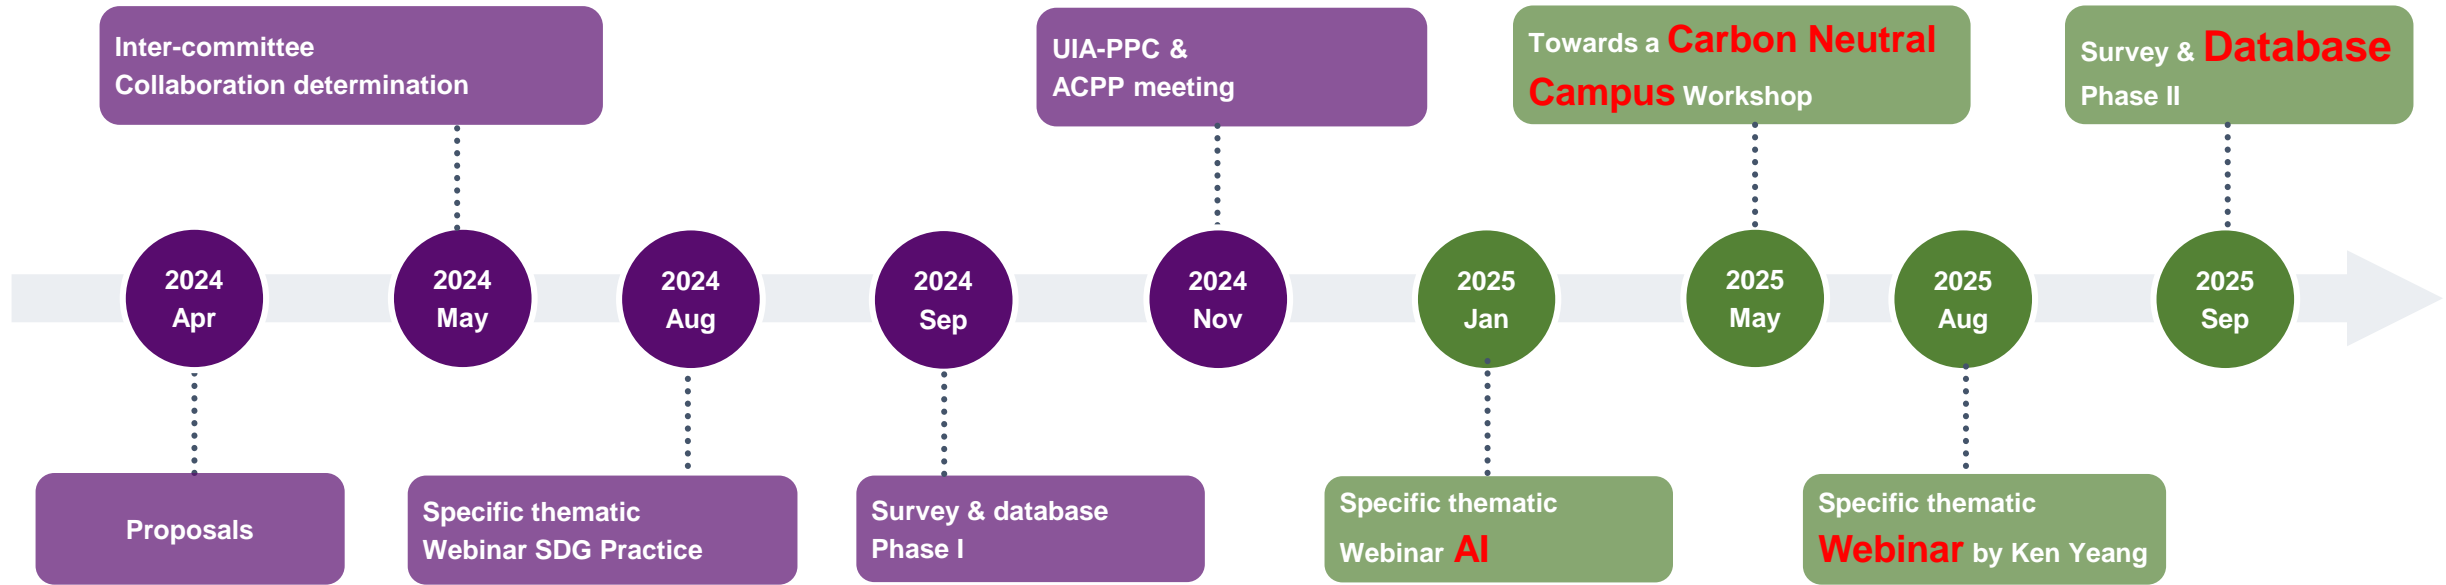 Inter-committee
Collaboration determination
UIA-PPC &
ACPP meeting
Towards a Carbon Neutral
Campus Workshop
Survey & Database
Phase II
2024
Apr
2024
May
2024
Aug
2024
Sep
2024
Nov
2025
Jan
2025
May
2025
Aug
2025
Sep
Proposals
Specific thematic
Webinar SDG Practice
Survey & database
Phase I
Specific thematic
Webinar AI
Specific thematic
Webinar by Ken Yeang